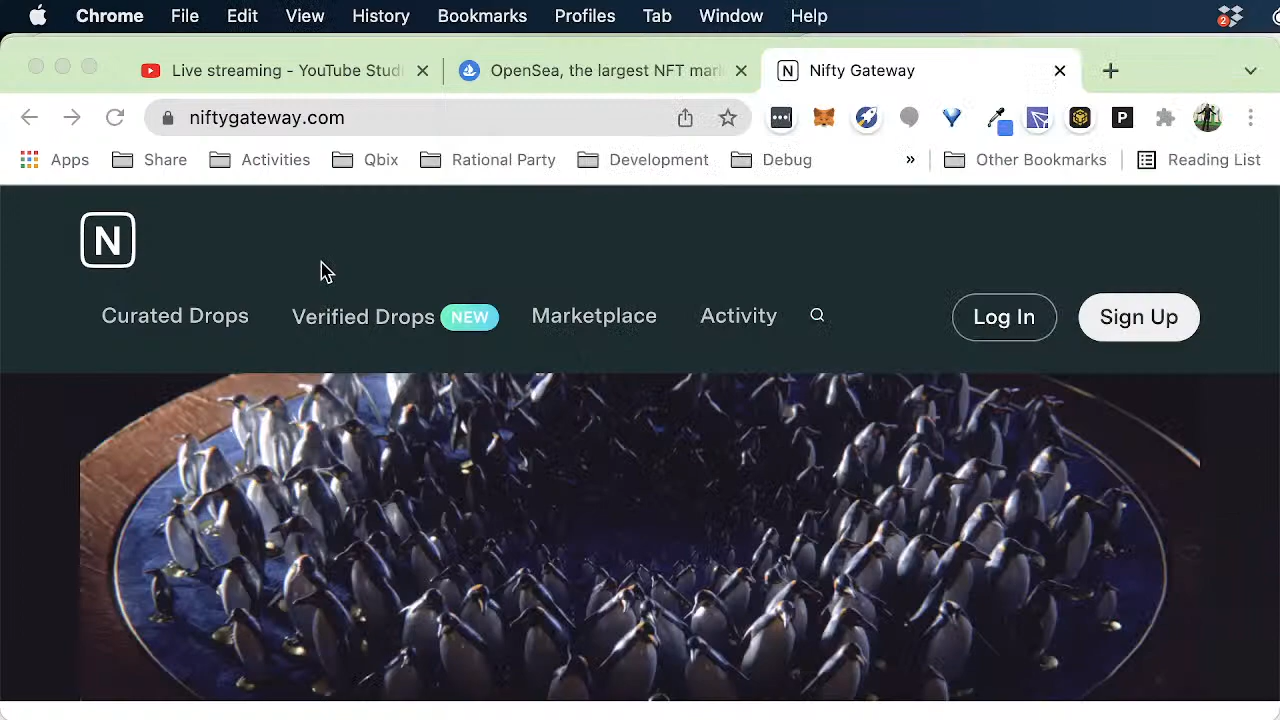 Chrome File Edit View History Bookmarks Profiles Tab Window Help 2
Live streaming - YouTube Studi OpenSea, the largest NFT mar Nifty Gateway
niftygateway.com P
Apps Share Activities Qbix Rational Party Development Debug » Other Bookmarks Reading List
N
Curated Drops Verified Drops NEW Marketplace Activity Log In Sign Up